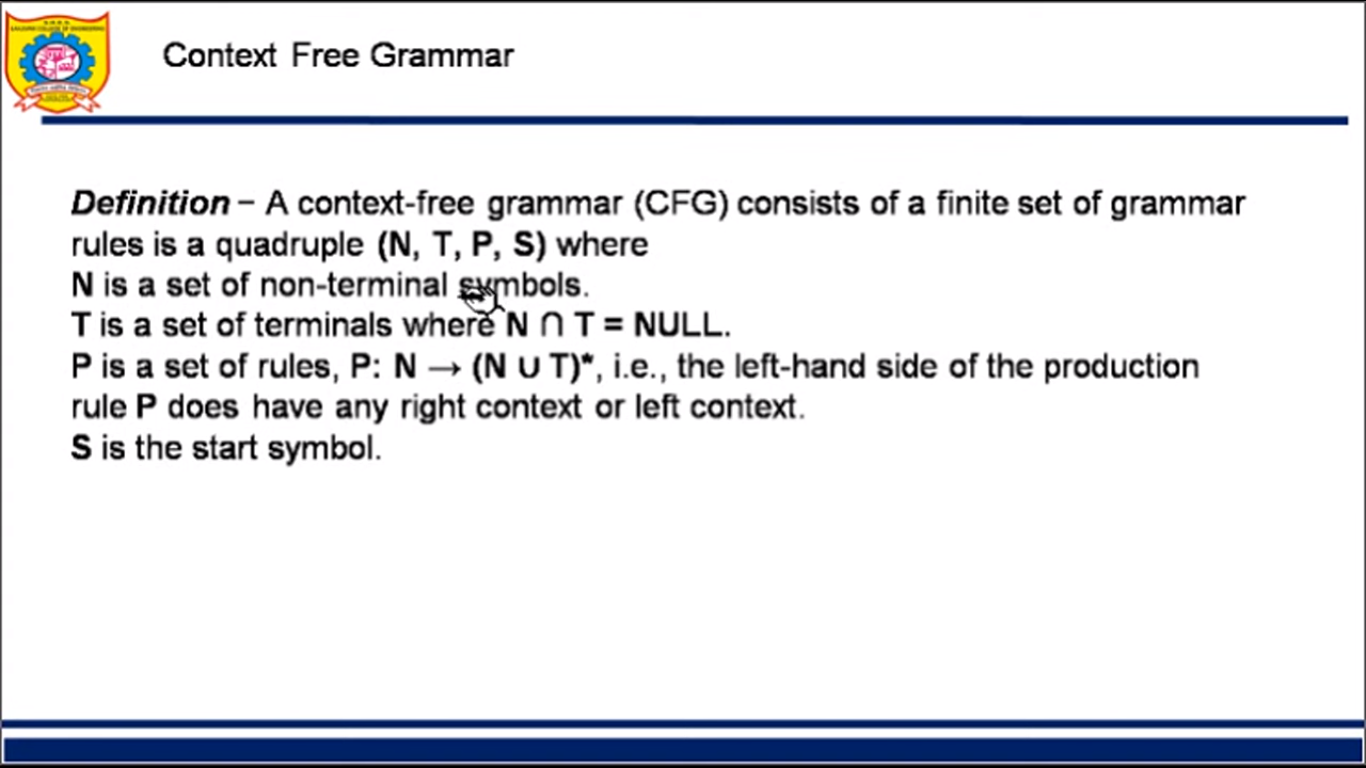 Context Free Grammar
Definition – A context-free grammar (CFG) consists of a finite set of grammar
rules is a quadruple (N, T, P, S) where
N is a set of non-terminal symbols.
T is a set of terminals where N ∩ T = NULL.
P is a set of rules, P: N → (N ∪ T)*, i.e., the left-hand side of the production
rule P does have any right context or left context.
S is the start symbol.